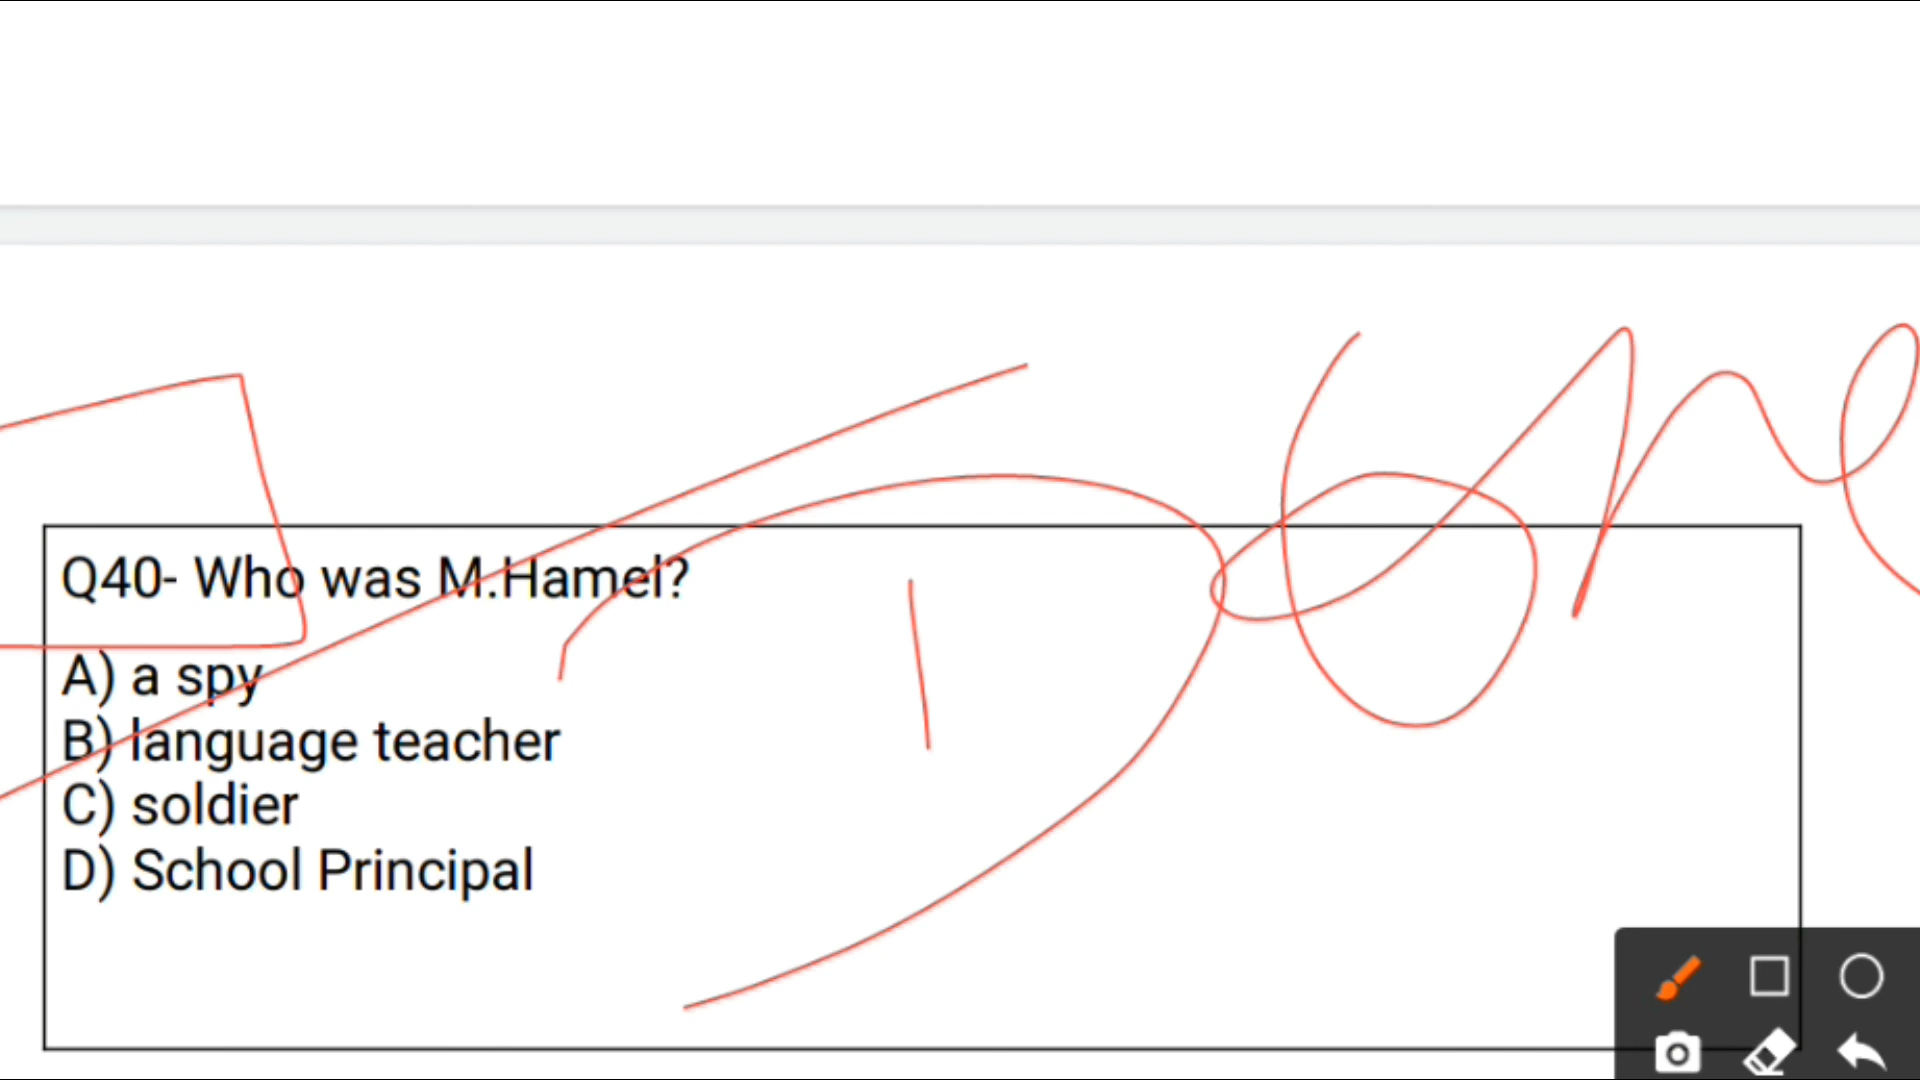 Q40- Who was M.Hamel?
A) a spy
B) language teacher
C) soldier
D) School Principal